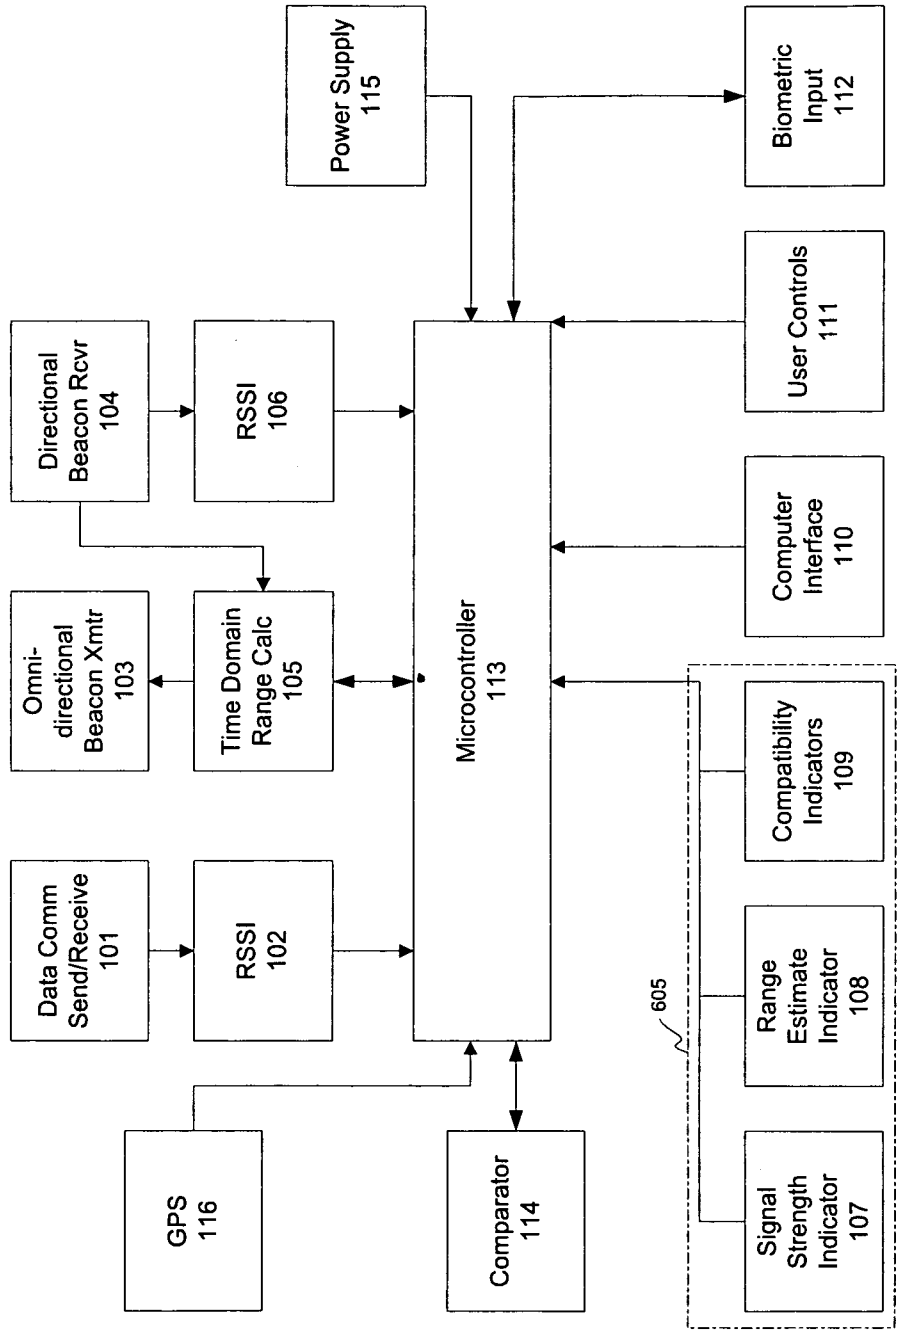 Data Comm
Send/Receive
101
Omni-
directional
Beacon Xmtr
103
Directional
Beacon Rcvr
104
GPS
116
RSSI
102
Time Domain
Range Calc
105
RSSI
106
Power Supply
115
Microcontroller
113
Comparator
114
605
Signal
Strength
Indicator
107
Range
Estimate
Indicator
108
Compatibility
Indicators
109
Computer
Interface
110
User Controls
111
Biometric
Input
112